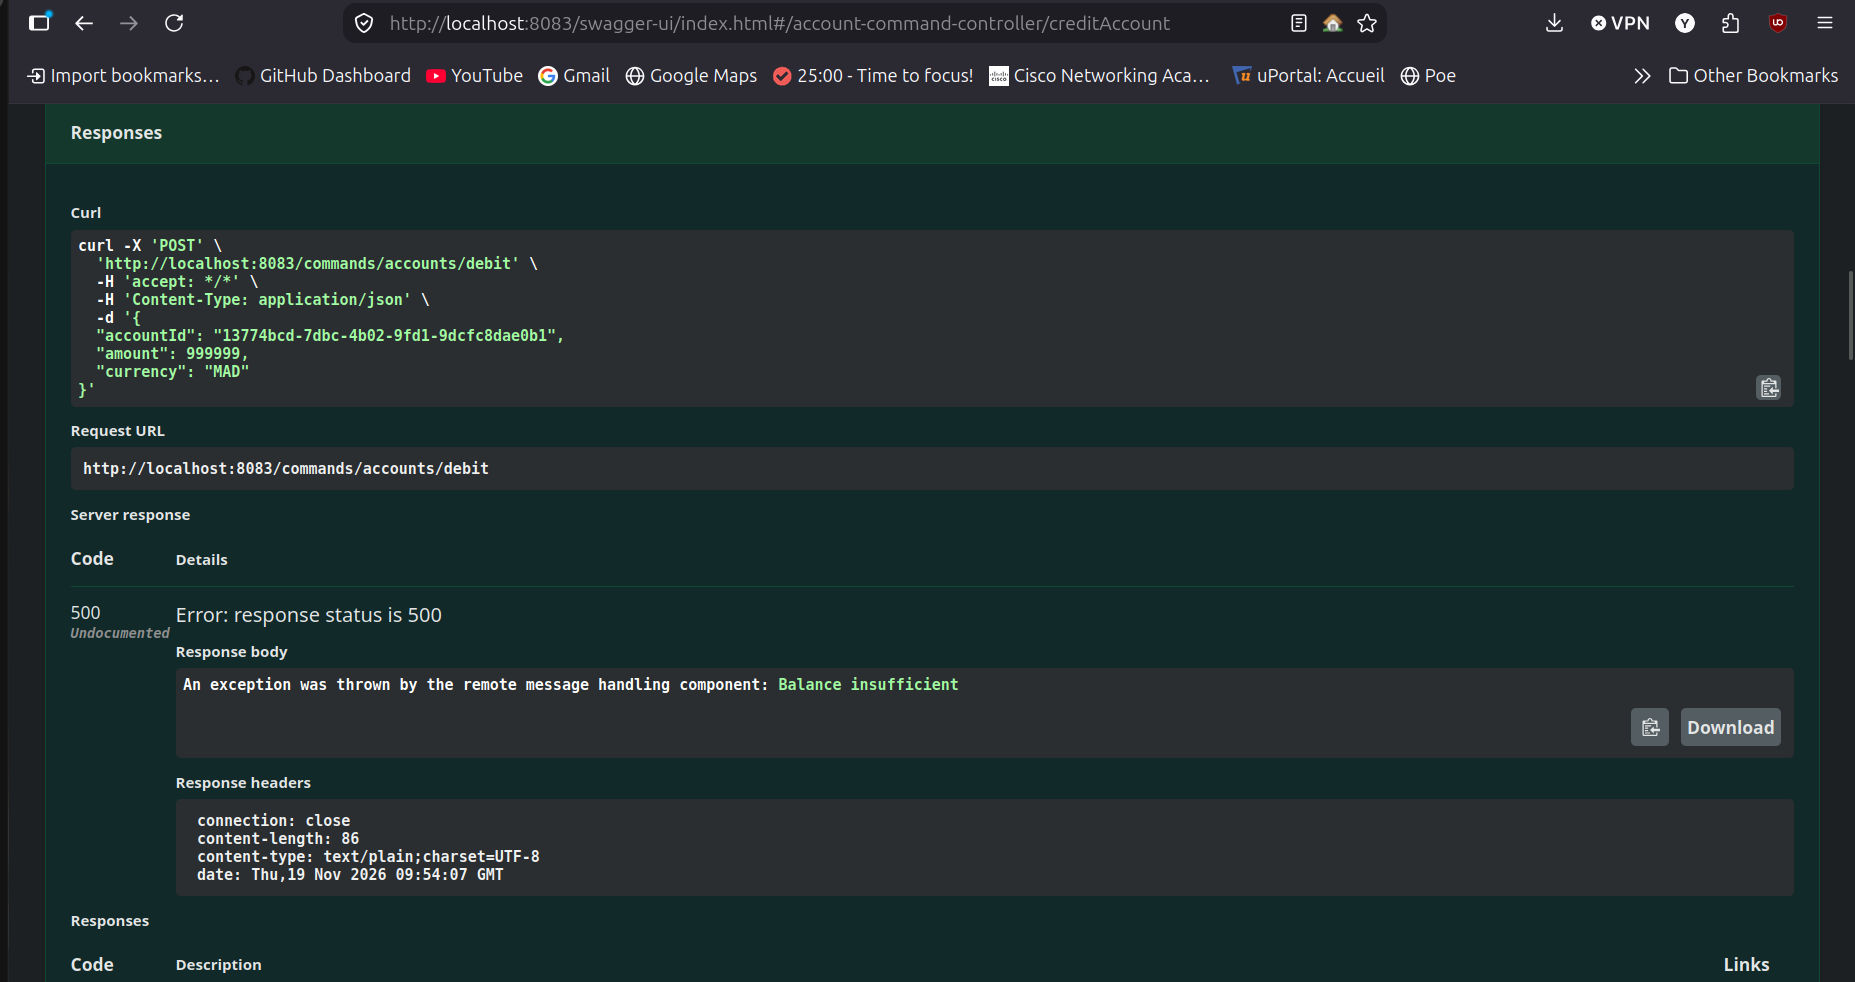 http://localhost:8083/swagger-ui/index.html#/account-command-controller/creditAccount
VPN
Y
Import bookmarks...
GitHub Dashboard
YouTube
Gmail
Google Maps
25:00 - Time to focus!
Cisco Networking Aca...
uPortal: Accueil
Poe
Other Bookmarks
Responses
Curl
curl -X 'POST' \
'http://localhost:8083/commands/accounts/debit' \
-H 'accept: */*' \
-H 'Content-Type: application/json' \
-d '{
"accountId": "13774bcd-7dbc-4b02-9fd1-9dcfc8dae0b1",
"amount": 999999,
"currency": "MAD"
}'
Request URL
http://localhost:8083/commands/accounts/debit
Server response
Code Details
500 Error: response status is 500
Undocumented
Response body
An exception was thrown by the remote message handling component: Balance insufficient
Download
Response headers
connection: close
content-length: 86
content-type: text/plain;charset=UTF-8
date: Thu,19 Nov 2026 09:54:07 GMT
Responses
Code Description Links